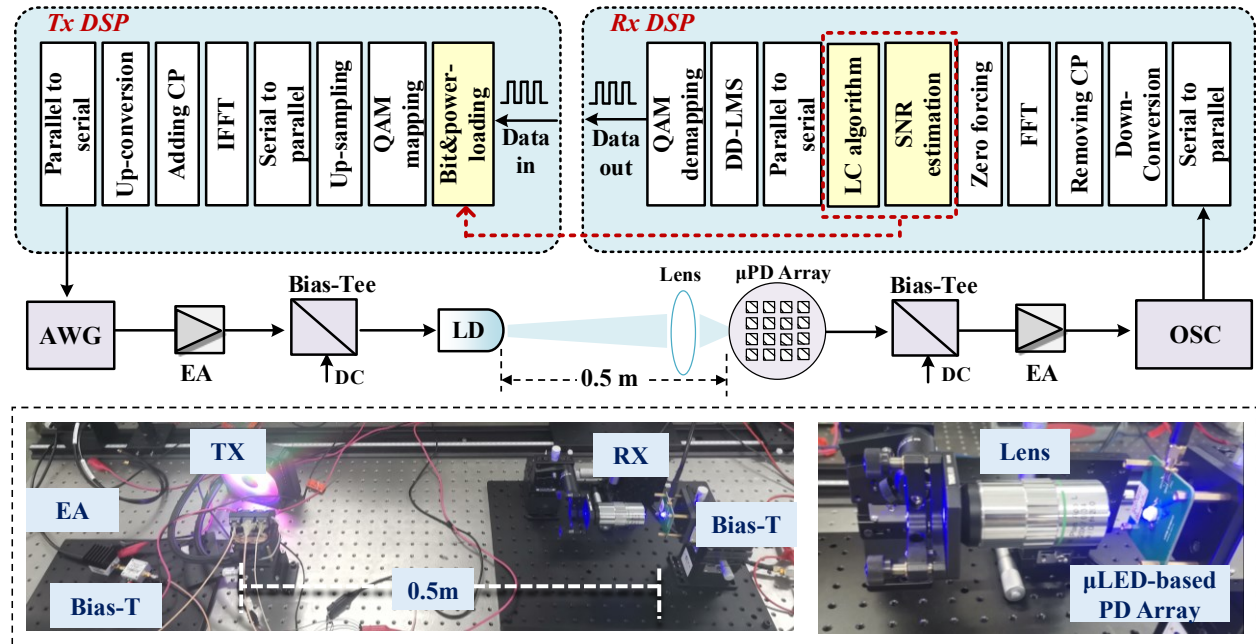 Tx DSP
Rx DSP
Parallel to
serial
Up-conversion
Adding CP
IFFT
Serial to
parallel
Up-sampling
QAM
mapping
Bit&power-
loading
Data
in
Data
out
QAM
demapping
DD-LMS
Parallel to
serial
LC algorithm
SNR
estimation
Zero forcing
FFT
Removing CP
Down-
Conversion
Serial to
parallel
AWG
EA
Bias-Tee
DC
LD
Lens
μPD Array
0.5 m
Bias-Tee
DC
EA
OSC
TX
RX
EA
Bias-T
Bias-T
0.5m
Lens
μLED-based
PD Array